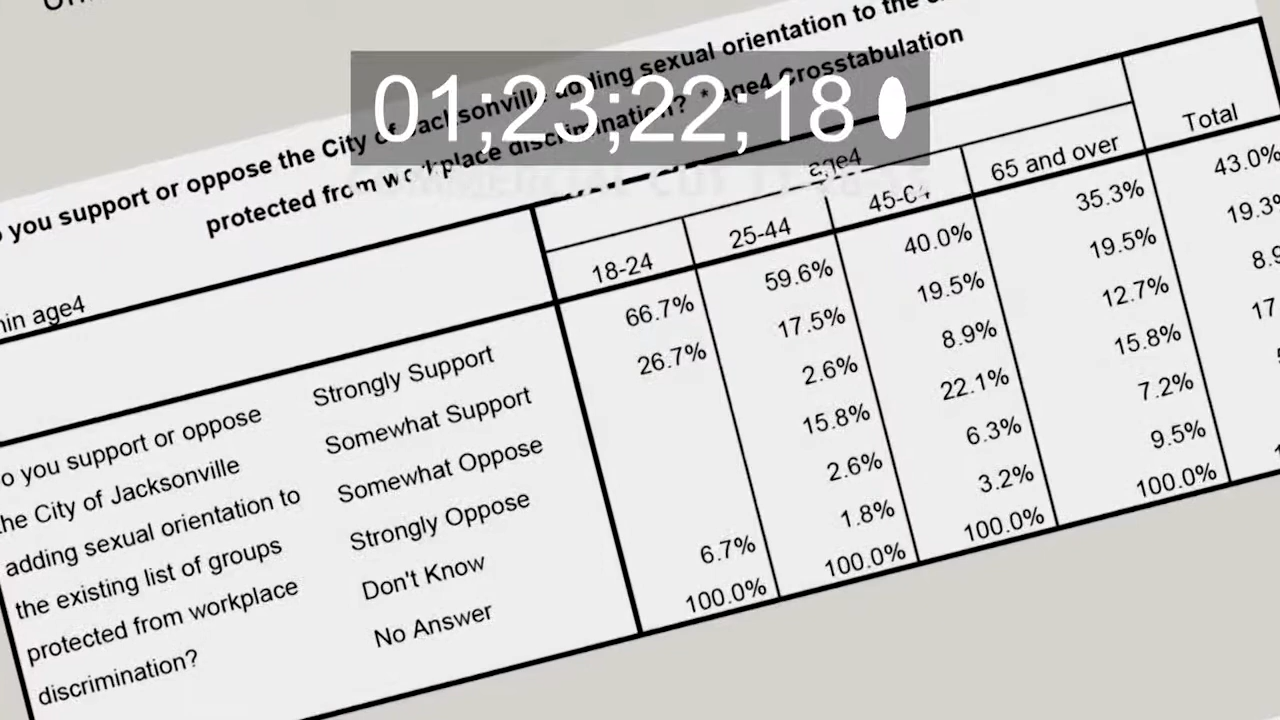 you support or oppose the City of Jacksonville adding sexual orientation to the
protected from workplace discrimination? * age4 Crosstabulation
01;23;22;18
age4
age4
Total
18-24 25-44 45-64 65 and over
Strongly Support 66.7% 59.6% 40.0% 35.3% 43.0%
Somewhat Support 26.7% 17.5% 19.5% 19.5% 19.3%
Somewhat Oppose 2.6% 8.9% 12.7%
Strongly Oppose 15.8% 22.1% 15.8%
Don't Know 2.6% 6.3% 7.2%
No Answer 6.7% 1.8% 3.2% 9.5%
100.0% 100.0% 100.0% 100.0%
you support or oppose
the City of Jacksonville
adding sexual orientation to
the existing list of groups
protected from workplace
discrimination?